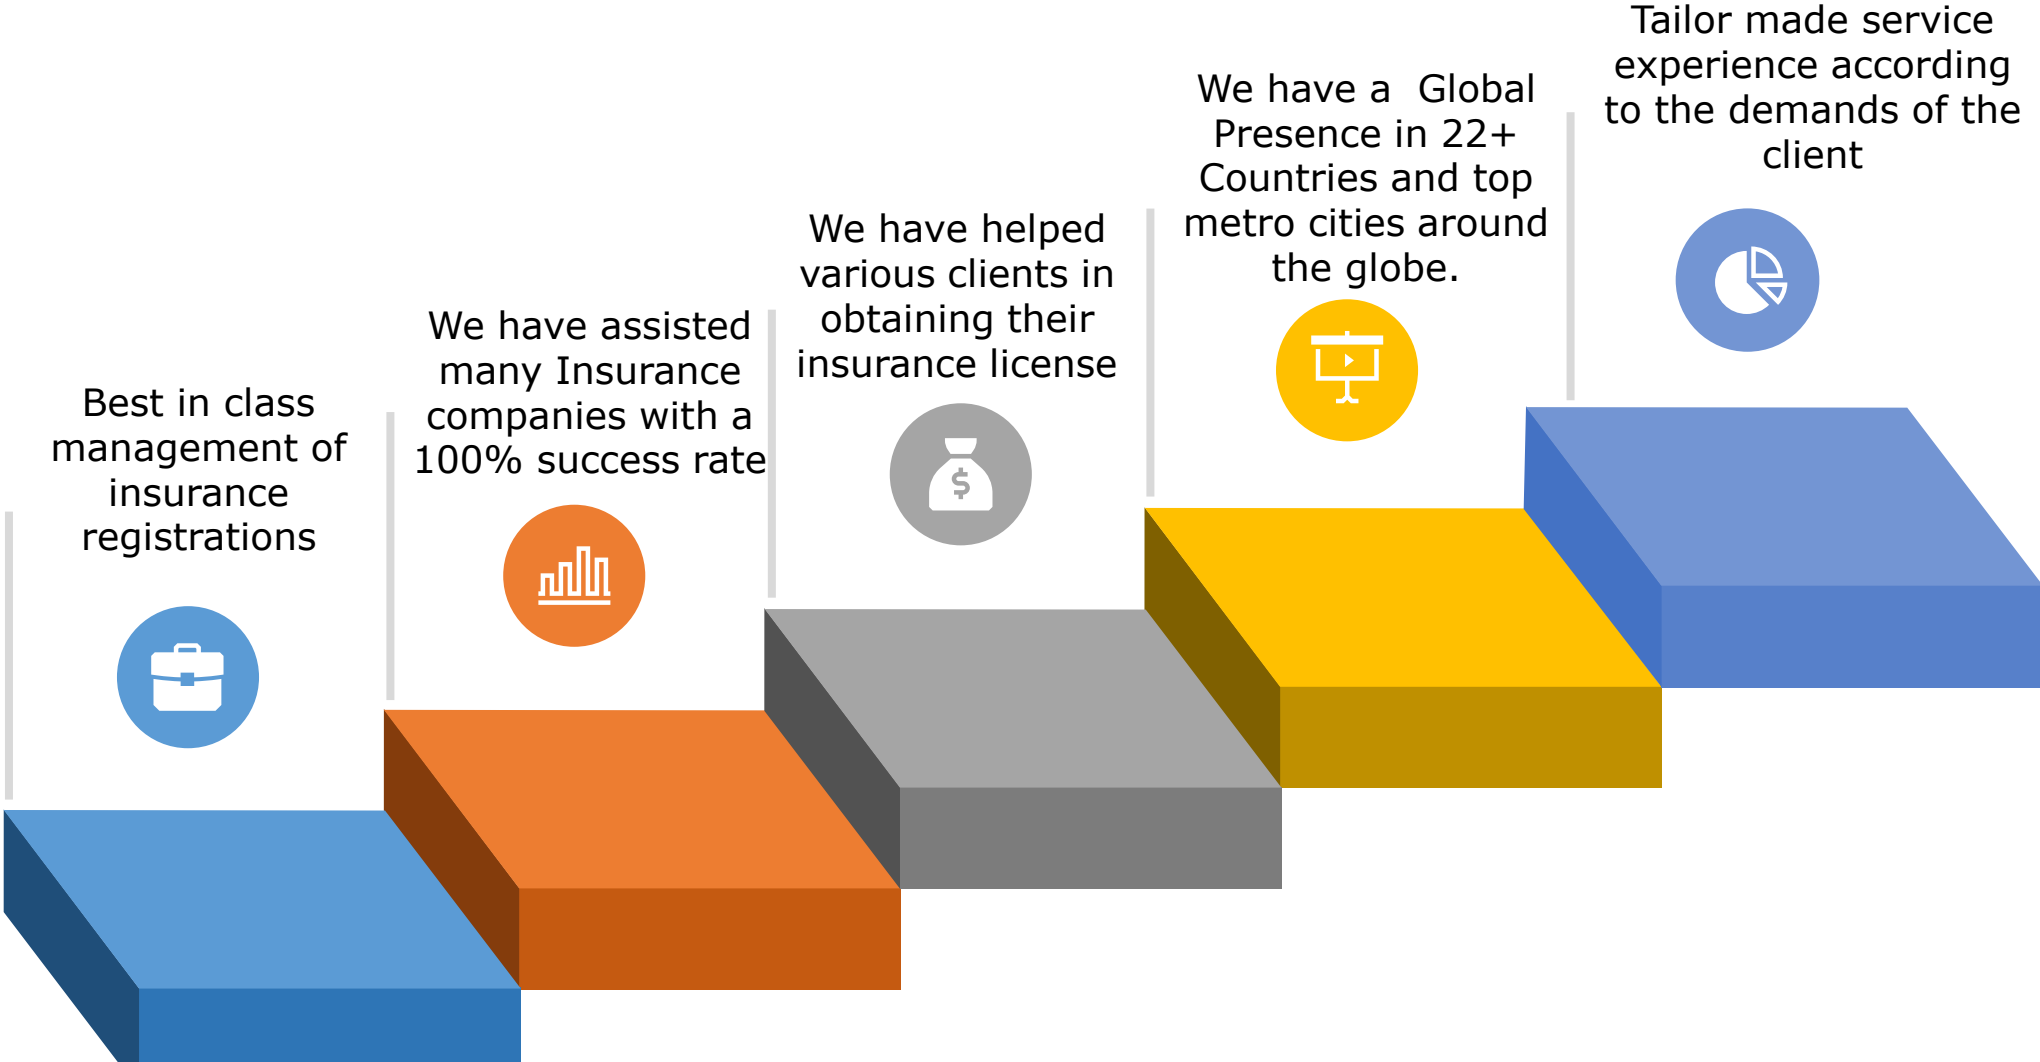 Best in class
management of
insurance
registrations
We have assisted
many Insurance
companies with a
100% success rate
We have helped
various clients in
obtaining their
insurance license
$
We have a  Global
Presence in 22+
Countries and top
metro cities around
the globe.
Tailor made service
experience according
to the demands of the
client